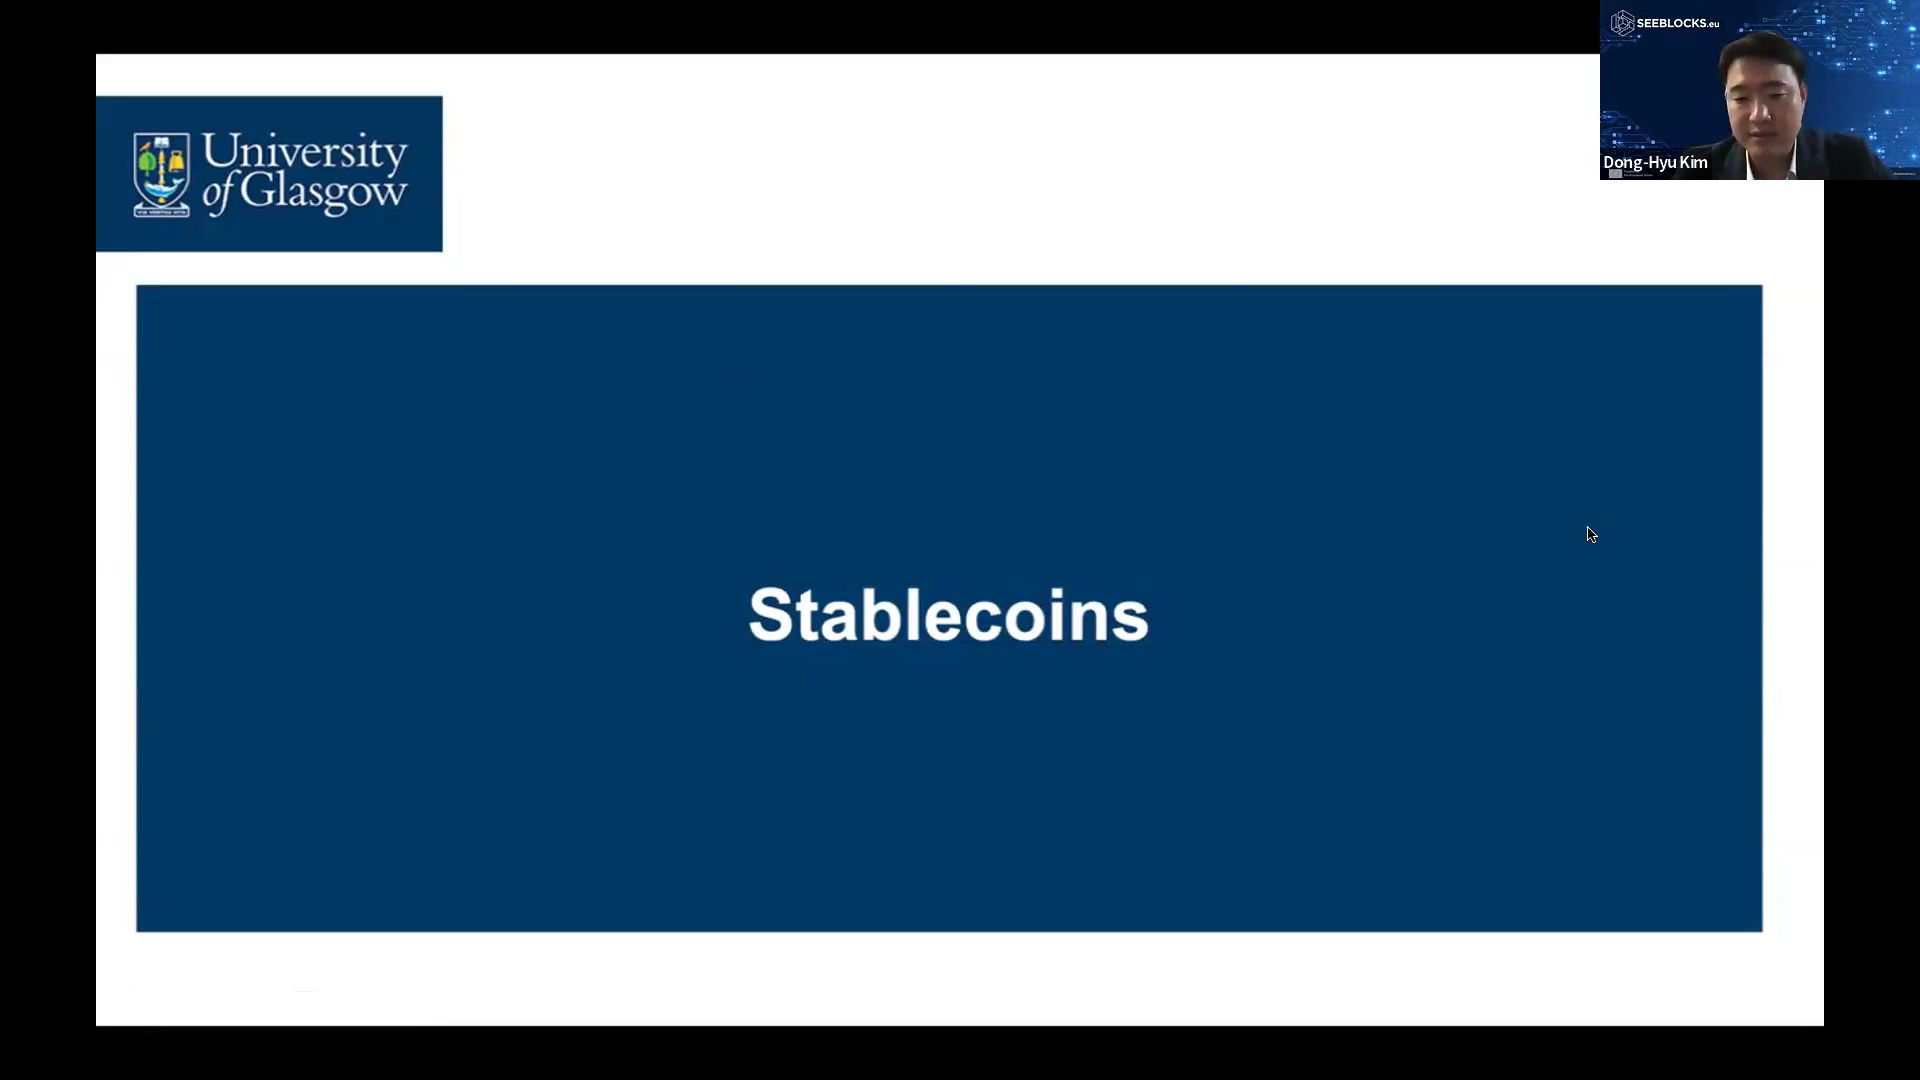 SEEBLOCKS.eu
Dong-Hyu Kim
University
of Glasgow
Stablecoins